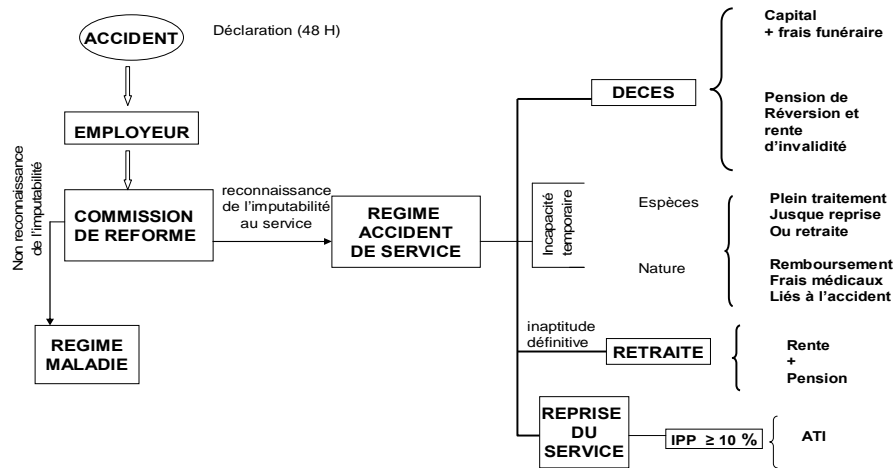 ACCIDENT
Déclaration (48 H)
EMPLOYEUR
Non reconnaissance
de l'imputabilité
COMMISSION
DE REFORME
reconnaissance
de l'imputabilité
au service
REGIME
ACCIDENT
DE SERVICE
REGIME
MALADIE
DECES
Capital
+ frais funéraire
Pension de
Réversion et
rente
d'invalidité
Incapacité
temporaire
Espèces
Plein traitement
Jusque reprise
Ou retraite
Nature
Remboursement
Frais médicaux
Liés à l'accident
inaptitude
définitive
RETRAITE
Rente
+
Pension
REPRISE
DU
SERVICE
IPP ≥ 10 %
ATI